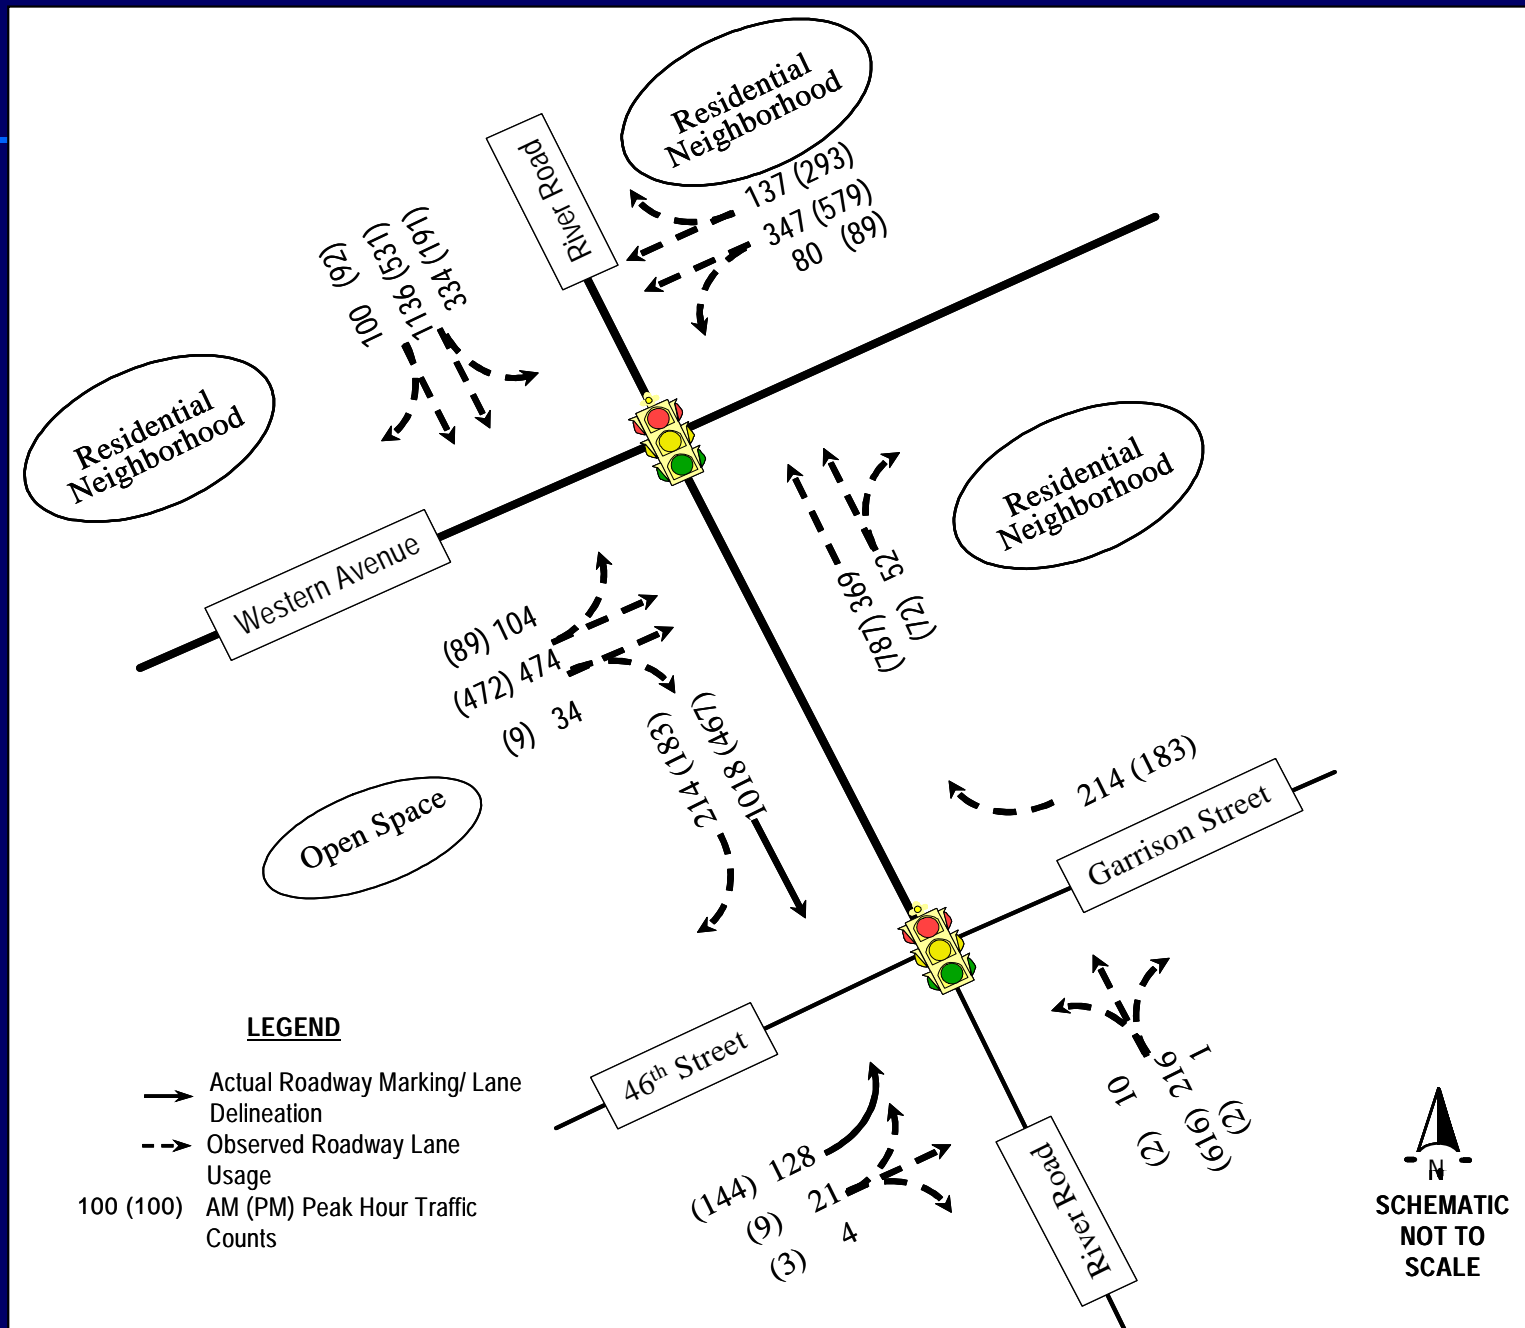 Residential
Neighborhood
River Road
137 (293)
347 (579)
80 (89)
100 (92)
1136 (531)
334 (191)
Residential
Neighborhood
Residential
Neighborhood
Western Avenue
(89) 104
(472) 474
(9) 34
(787) 369
(72) 52
214 (183)
1018 (467)
214 (183)
Garrison Street
Open Space
46th Street
(144) 128
(9) 21
(3) 4
(2) 10
(616) 216
(2) 1
River Road
LEGEND
Actual Roadway Marking/ Lane
Delineation
Observed Roadway Lane
Usage
100 (100) AM (PM) Peak Hour Traffic
Counts
N
SCHEMATIC
NOT TO
SCALE